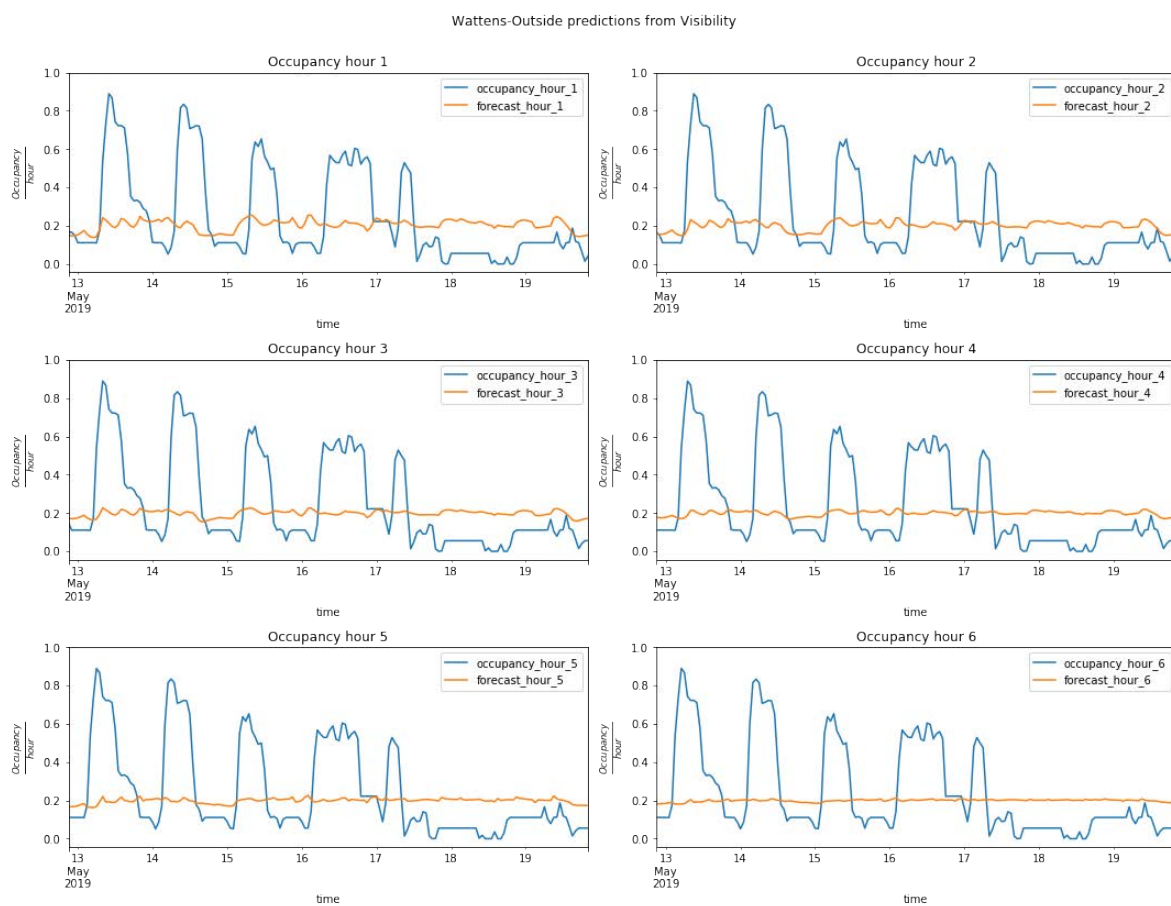 Wattens-Outside predictions from Visibility
Occupancy hour 1
occupancy_hour_1
forecast_hour_1
1.0
0.8
0.6
0.4
0.2
0.0
Occupancy
hour
13 14 15 16 17 18 19
May
2019
time
Occupancy hour 2
occupancy_hour_2
forecast_hour_2
1.0
0.8
0.6
0.4
0.2
0.0
Occupancy
hour
13 14 15 16 17 18 19
May
2019
time
Occupancy hour 3
occupancy_hour_3
forecast_hour_3
1.0
0.8
0.6
0.4
0.2
0.0
Occupancy
hour
13 14 15 16 17 18 19
May
2019
time
Occupancy hour 4
occupancy_hour_4
forecast_hour_4
1.0
0.8
0.6
0.4
0.2
0.0
Occupancy
hour
13 14 15 16 17 18 19
May
2019
time
Occupancy hour 5
occupancy_hour_5
forecast_hour_5
1.0
0.8
0.6
0.4
0.2
0.0
Occupancy
hour
13 14 15 16 17 18 19
May
2019
time
Occupancy hour 6
occupancy_hour_6
forecast_hour_6
1.0
0.8
0.6
0.4
0.2
0.0
Occupancy
hour
13 14 15 16 17 18 19
May
2019
time